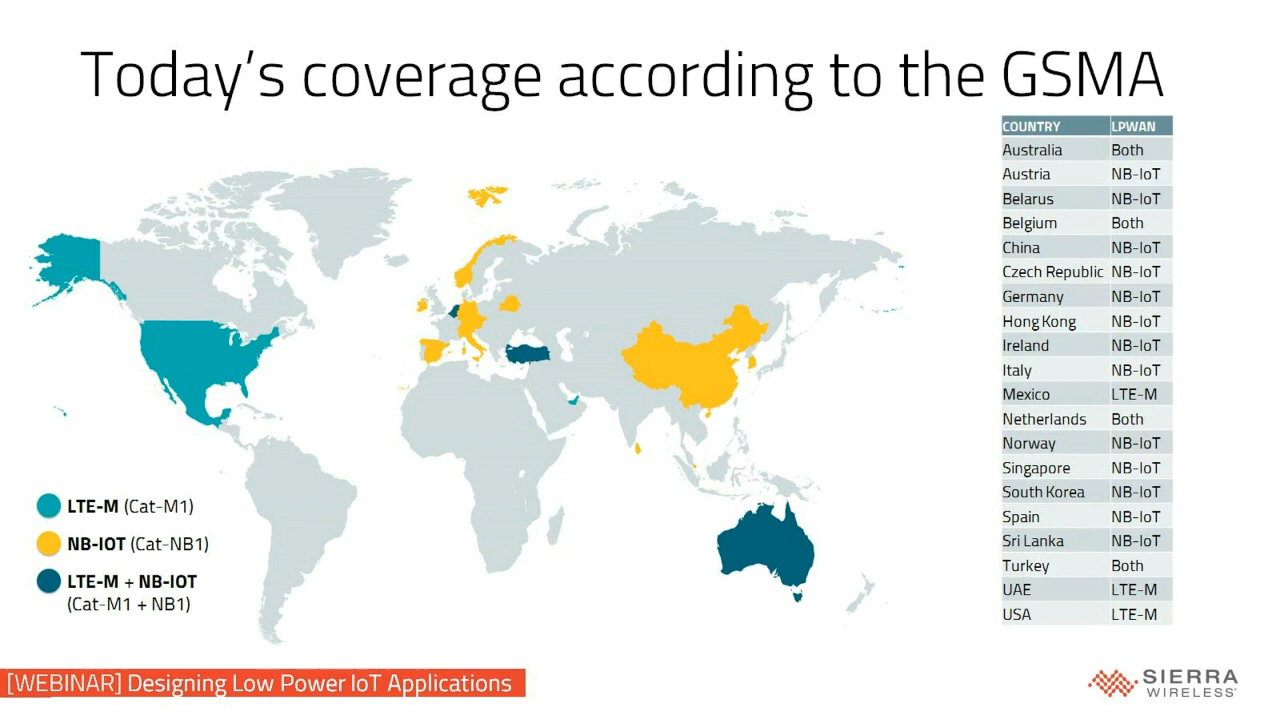 Today's coverage according to the GSMA
COUNTRY LPWAN
Australia Both
Austria NB-IoT
Belarus NB-IoT
Belgium Both
China NB-IoT
Czech Republic NB-IoT
Germany NB-IoT
Hong Kong NB-IoT
Ireland NB-IoT
Italy NB-IoT
Mexico LTE-M
Netherlands Both
Norway NB-IoT
Singapore NB-IoT
South Korea NB-IoT
Spain NB-IoT
Sri Lanka NB-IoT
Turkey Both
UAE LTE-M
USA LTE-M
LTE-M (Cat-M1)
NB-IOT (Cat-NB1)
LTE-M + NB-IOT
(Cat-M1 + NB1)
[WEBINAR] Designing Low Power IoT Applications
SIERRA
WIRELESS